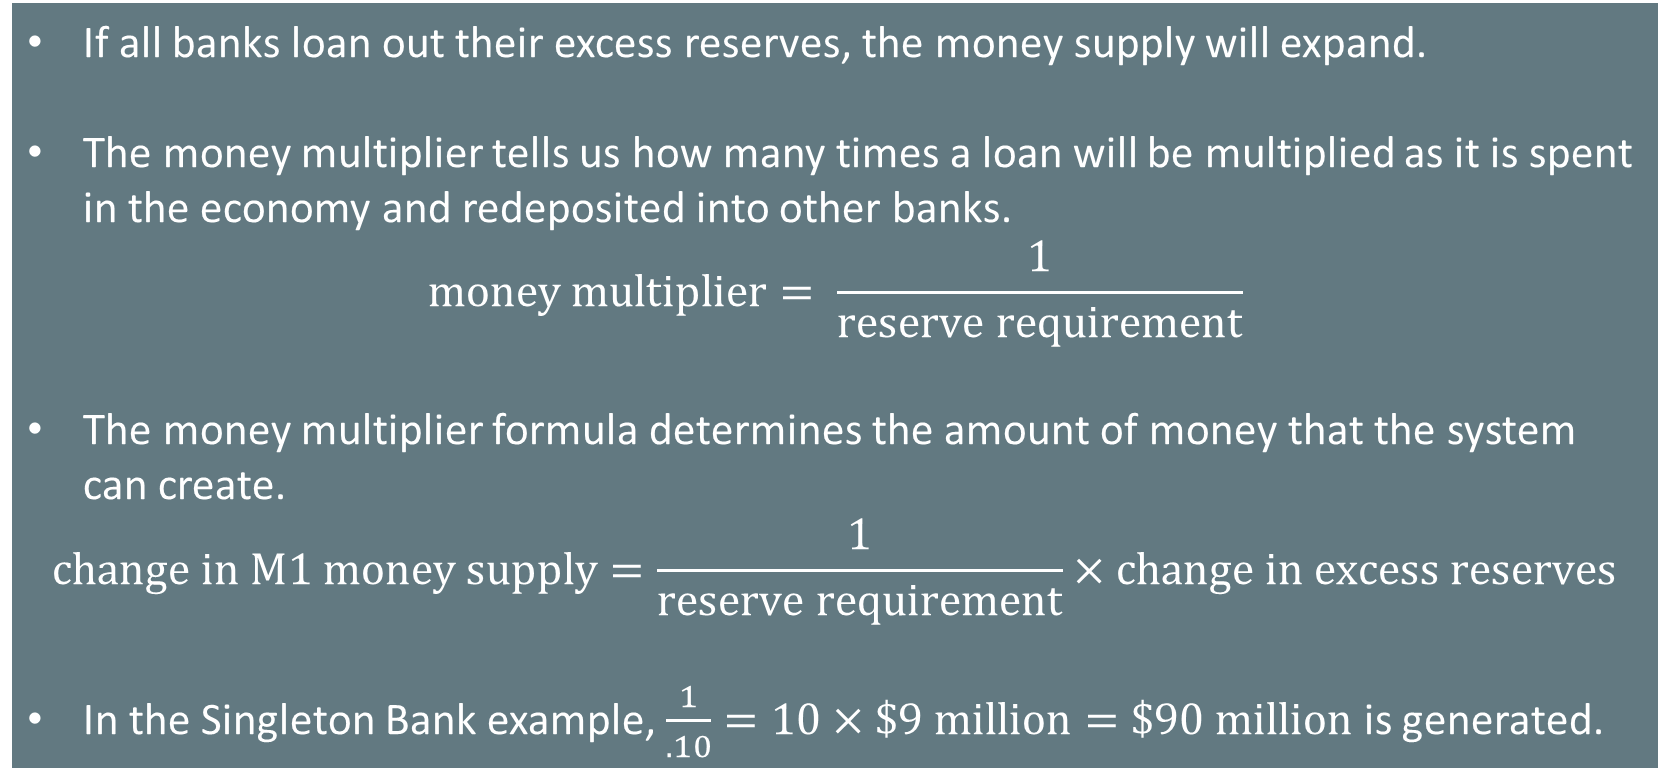 • If all banks loan out their excess reserves, the money supply will expand.
• The money multiplier tells us how many times a loan will be multiplied as it is spent
in the economy and redeposited into other banks.
money multiplier = 1 / reserve requirement
• The money multiplier formula determines the amount of money that the system
can create.
change in M1 money supply = 1 / reserve requirement × change in excess reserves
• In the Singleton Bank example, 1 / .10 = 10 × $9 million = $90 million is generated.